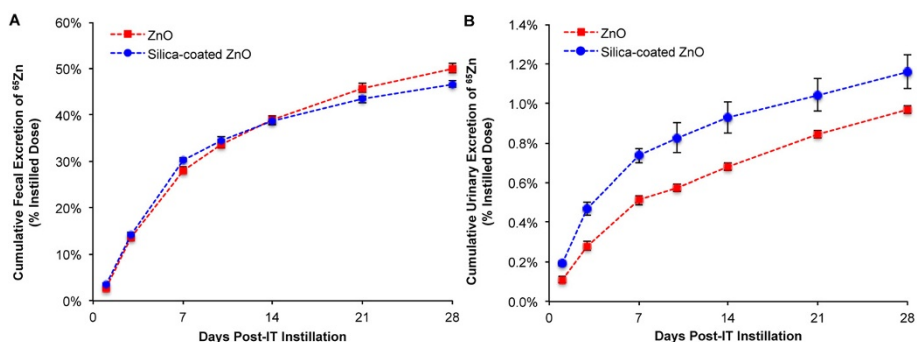 A
Cumulative Fecal Excretion of ⁶⁵Zn
(% Instilled Dose)
60%
50%
40%
30%
20%
10%
0%
ZnO
Silica-coated ZnO
0 7 14 21 28
Days Post-IT Instillation
B
Cumulative Urinary Excretion of ⁶⁵Zn
(% Instilled Dose)
1.4%
1.2%
1.0%
0.8%
0.6%
0.4%
0.2%
0.0%
ZnO
Silica-coated ZnO
0 7 14 21 28
Days Post-IT Instillation